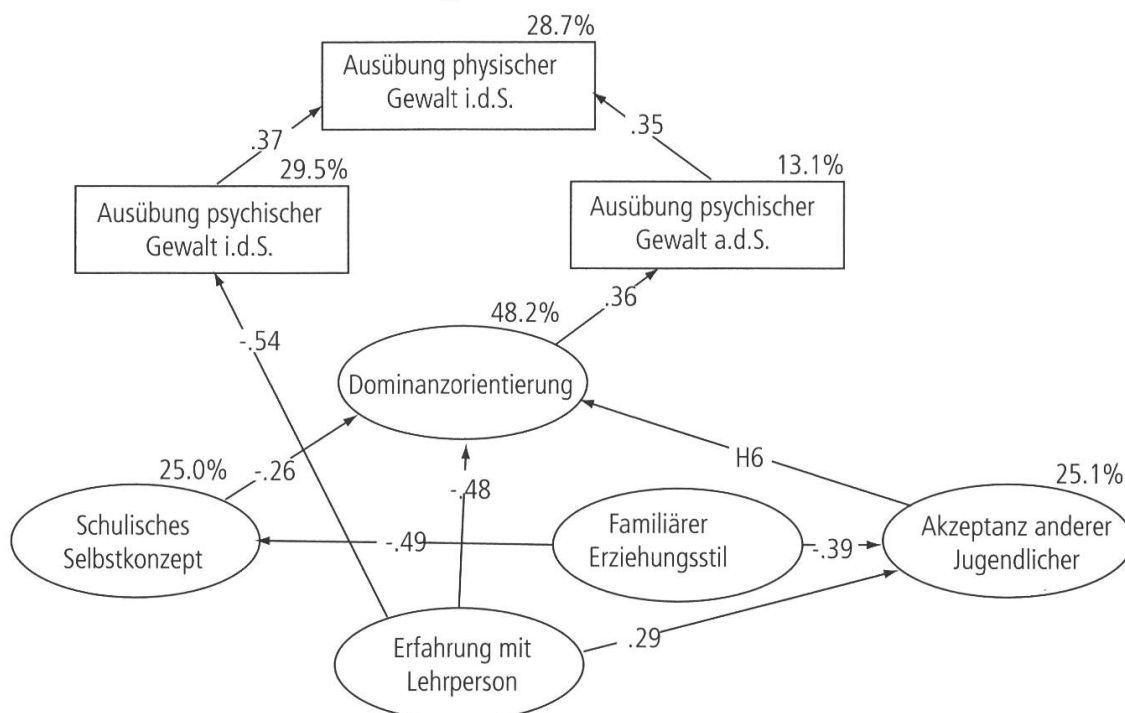 28.7%
Ausübung physischer
Gewalt i.d.S.
.37
.35
29.5%
13.1%
Ausübung psychischer
Gewalt i.d.S.
Ausübung psychischer
Gewalt a.d.S.
.36
48.2%
-.54
Dominanzorientierung
H6
25.0%
-.26
-.48
25.1%
Schulisches
Selbstkonzept
-.49
Familiärer
Erziehungsstil
-.39
Akzeptanz anderer
Jugendlicher
.29
Erfahrung mit
Lehrperson